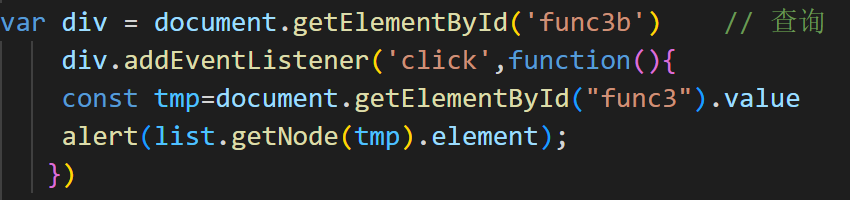 var div = document.getElementById('func3b')    // 查询
    div.addEventListener('click',function(){
    const tmp=document.getElementById("func3").value
    alert(list.getNode(tmp).element);
   })